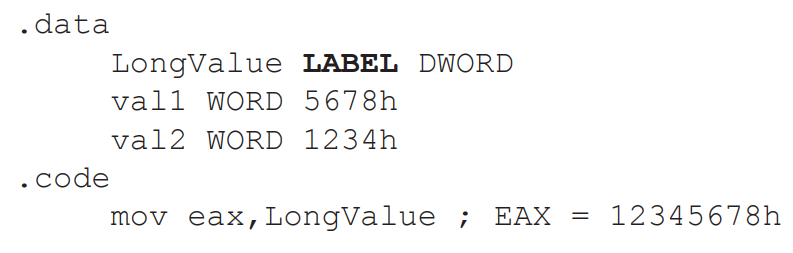 .data
LongValue LABEL DWORD
val1 WORD 5678h
val2 WORD 1234h
.code
mov eax,LongValue ; EAX = 12345678h